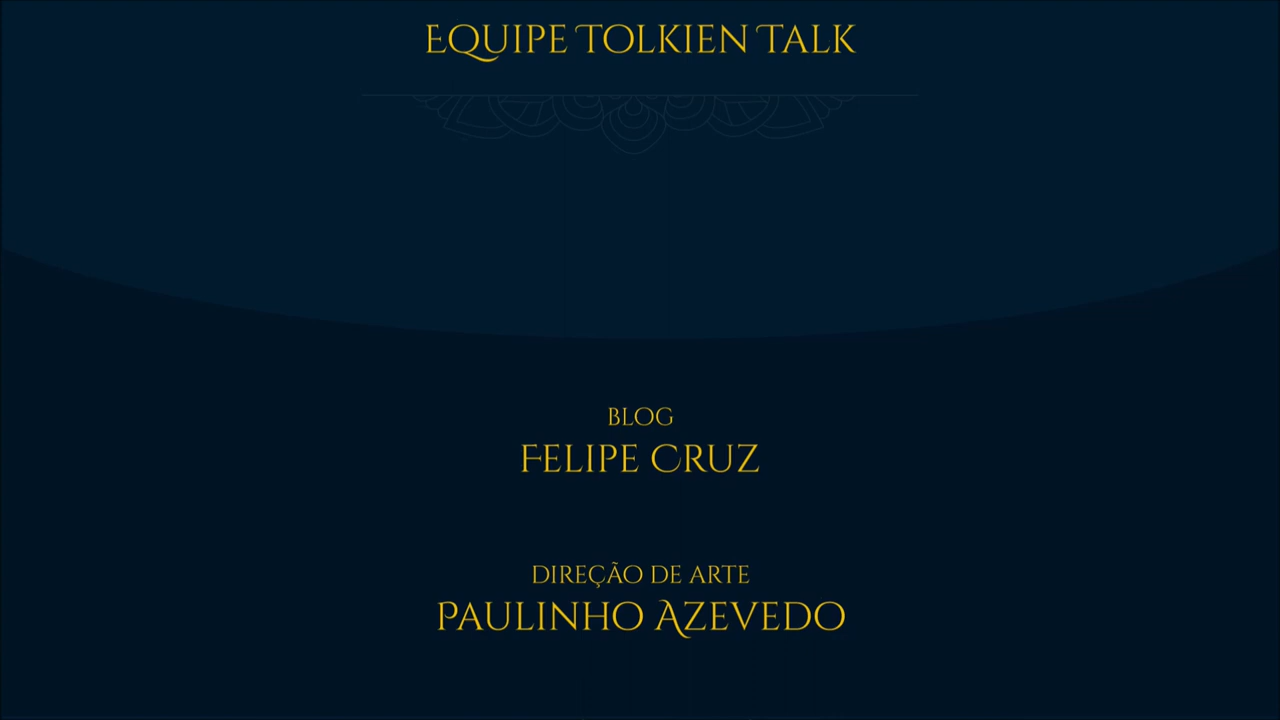 Equipe Tolkien Talk
Blog
Felipe Cruz
Direção de Arte
Paulinho Azevedo